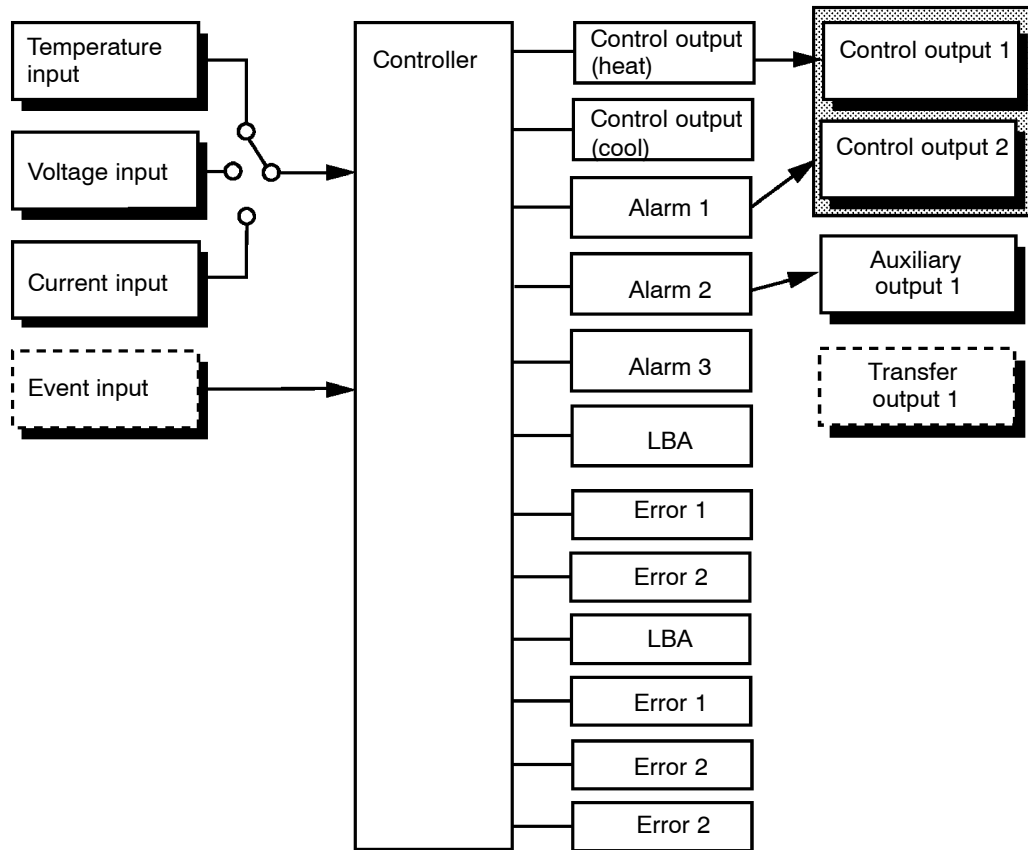 Temperature
input
Voltage input
Current input
Event input
Controller
Control output
(heat)
Control output
(cool)
Alarm 1
Alarm 2
Alarm 3
LBA
Error 1
Error 2
LBA
Error 1
Error 2
Error 2
Control output 1
Control output 2
Auxiliary
output 1
Transfer
output 1